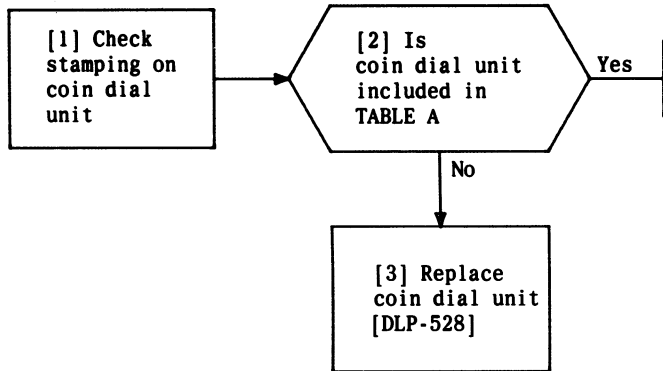 [1] Check
stamping on
coin dial
unit
[2] Is
coin dial unit
included in
TABLE A
Yes
No
[3] Replace
coin dial unit
[DLP-528]